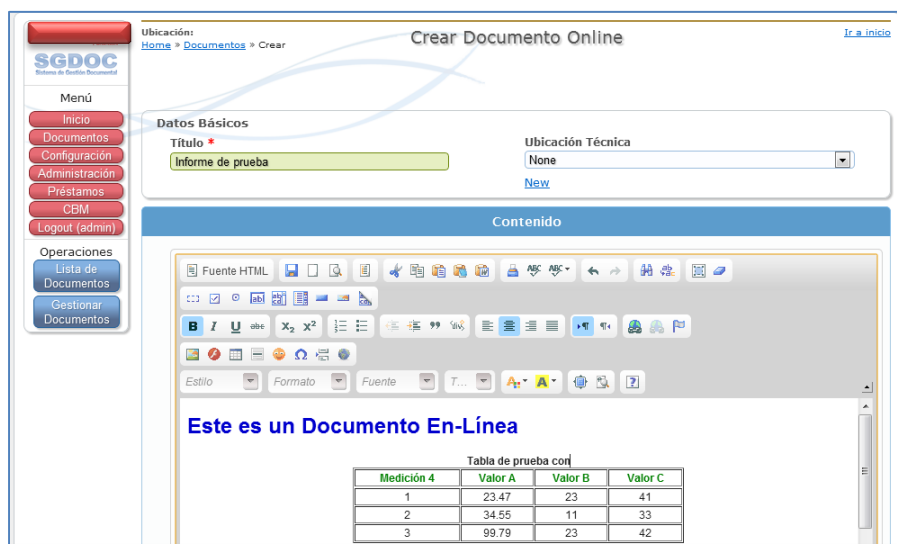 Ubicación:
Home » Documentos » Crear
Crear Documento Online
Ir a inicio
SGDOC
Sistema de Gestión Documental
Menú
Inicio
Documentos
Configuración
Administración
Préstamos
CBM
Logout (admin)
Operaciones
Lista de
Documentos
Gestionar
Documentos
Datos Básicos
Título *
Informe de prueba
Ubicación Técnica
None
New
Contenido
Fuente HTML
Estilo Formato Fuente T...
Este es un Documento En-Línea
Tabla de prueba con
Medición 4 Valor A Valor B Valor C
1 23.47 23 41
2 34.55 11 33
3 99.79 23 42